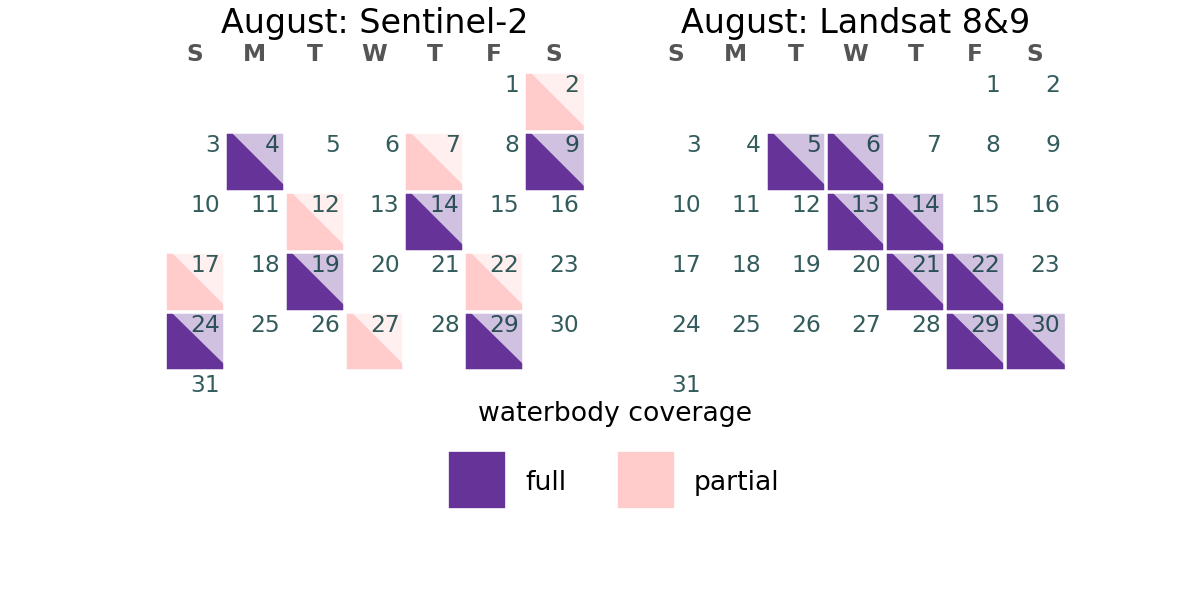 August: Sentinel-2
S M T W T F S
1 2
3 4 5 6 7 8 9
10 11 12 13 14 15 16
17 18 19 20 21 22 23
24 25 26 27 28 29 30
31
August: Landsat 8&9
S M T W T F S
1 2
3 4 5 6 7 8 9
10 11 12 13 14 15 16
17 18 19 20 21 22 23
24 25 26 27 28 29 30
31
waterbody coverage
full partial